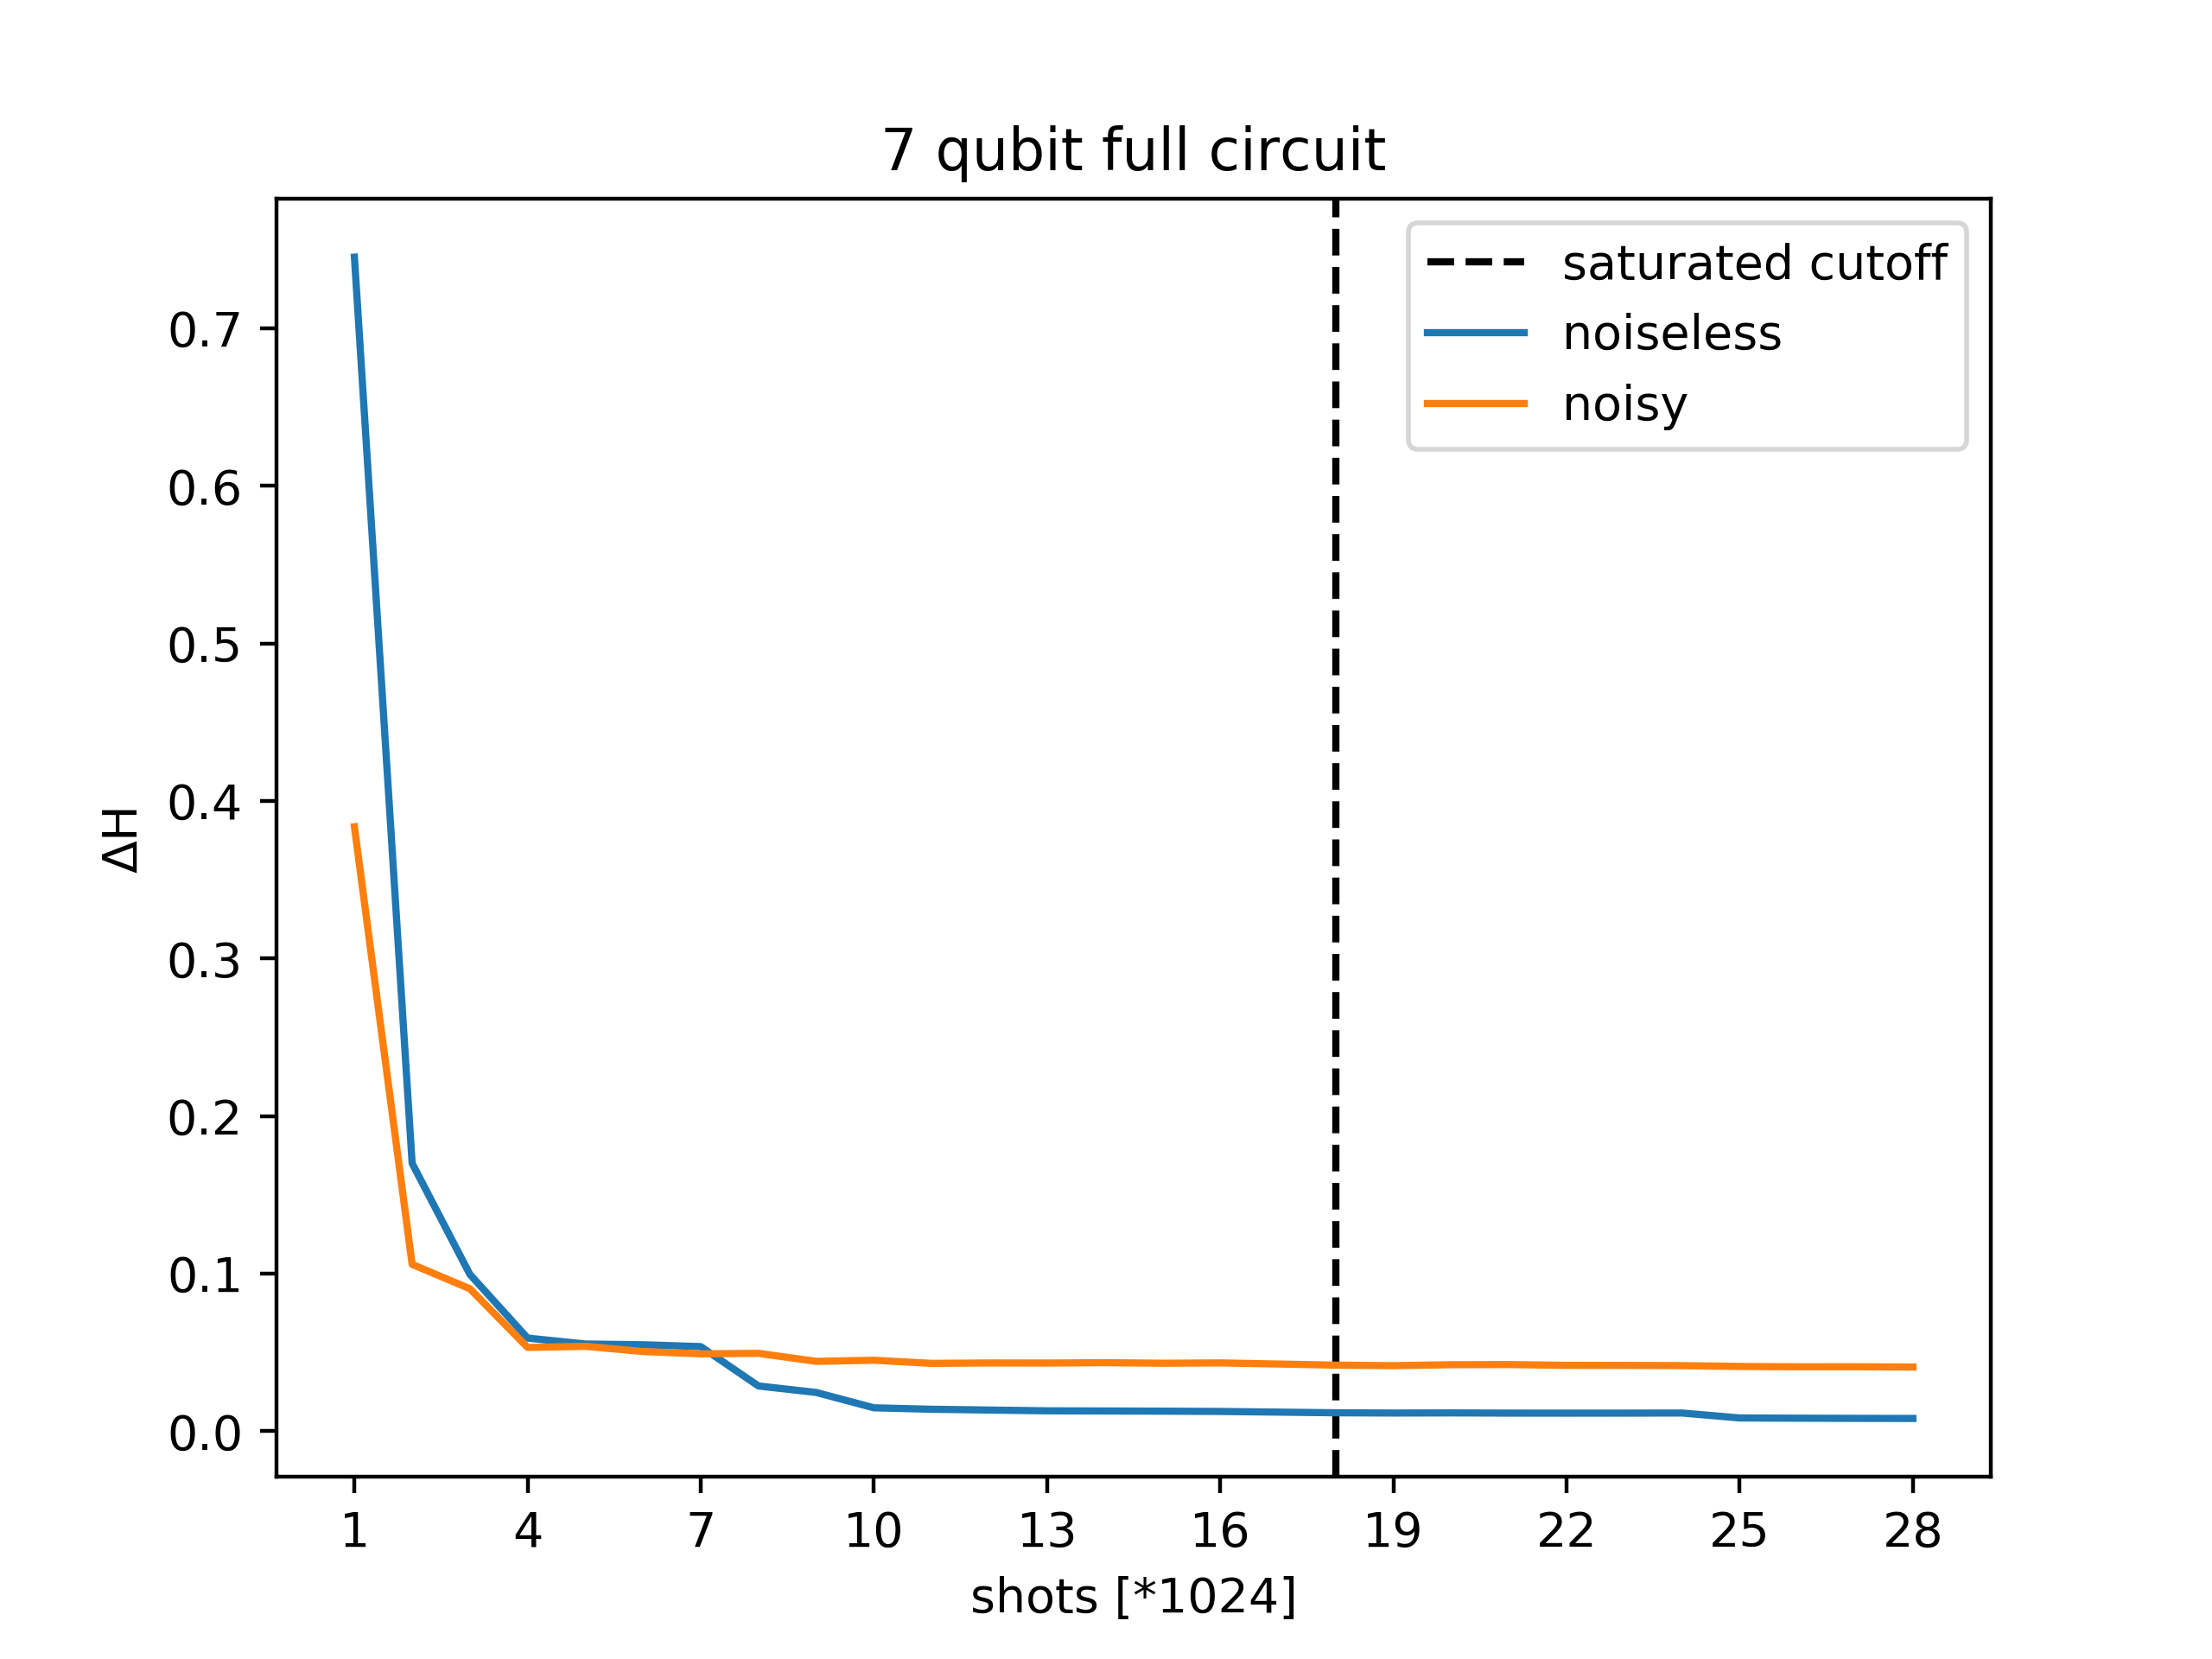 7 qubit full circuit
saturated cutoff
noiseless
noisy
0.7
0.6
0.5
0.4
0.3
0.2
0.1
0.0
ΔH
1 4 7 10 13 16 19 22 25 28
shots [*1024]